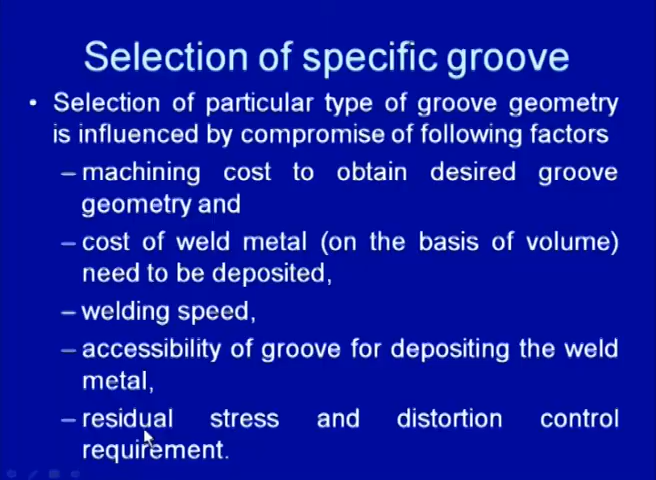 Selection of specific groove
• Selection of particular type of groove geometry
is influenced by compromise of following factors
– machining cost to obtain desired groove
geometry and
– cost of weld metal (on the basis of volume)
need to be deposited,
– welding speed,
– accessibility of groove for depositing the weld
metal,
– residual stress and distortion control
requirement.